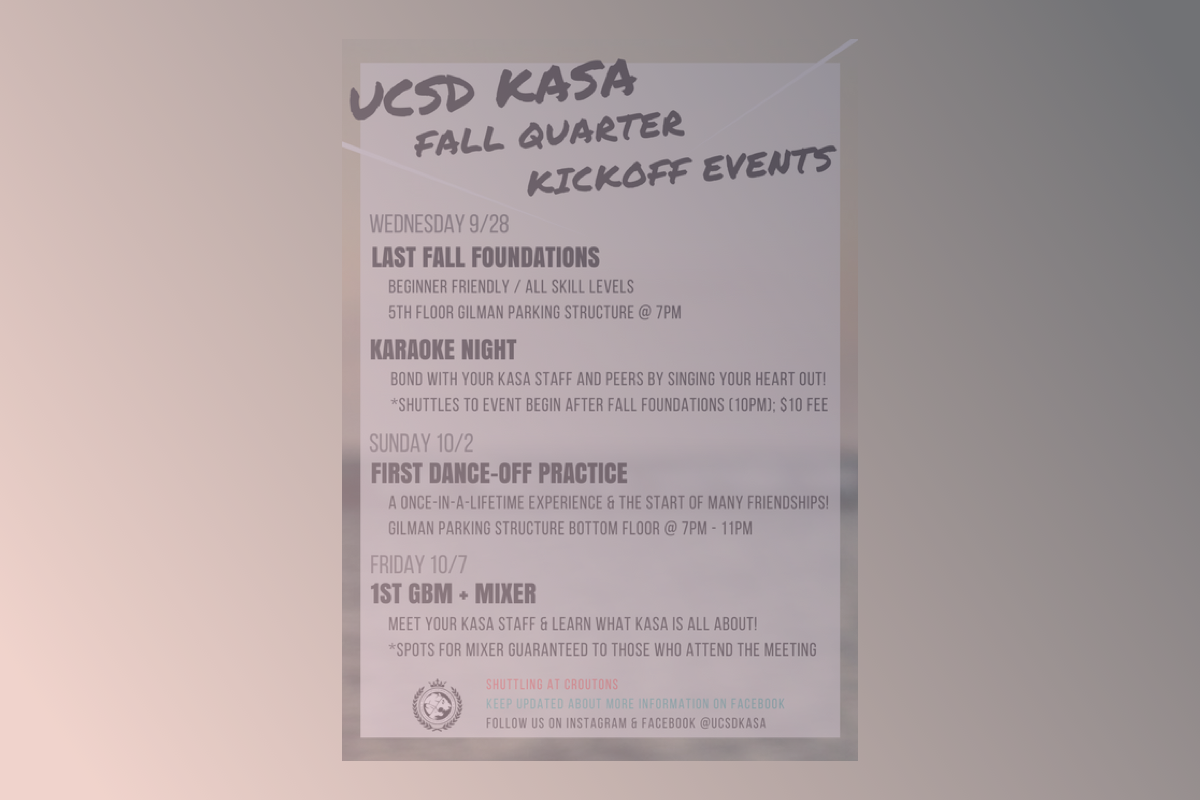 UCSD KASA
FALL QUARTER
KICKOFF EVENTS
WEDNESDAY 9/28
LAST FALL FOUNDATIONS
BEGINNER FRIENDLY / ALL SKILL LEVELS
5TH FLOOR GILMAN PARKING STRUCTURE @ 7PM
KARAOKE NIGHT
BOND WITH YOUR KASA STAFF AND PEERS BY SINGING YOUR HEART OUT!
*SHUTTLES TO EVENT BEGIN AFTER FALL FOUNDATIONS (10PM); $10 FEE
SUNDAY 10/2
FIRST DANCE-OFF PRACTICE
A ONCE-IN-A-LIFETIME EXPERIENCE & THE START OF MANY FRIENDSHIPS!
GILMAN PARKING STRUCTURE BOTTOM FLOOR @ 7PM - 11PM
FRIDAY 10/7
1ST GBM + MIXER
MEET YOUR KASA STAFF & LEARN WHAT KASA IS ALL ABOUT!
*SPOTS FOR MIXER GUARANTEED TO THOSE WHO ATTEND THE MEETING
SHUTTLING AT CROUTONS
KEEP UPDATED ABOUT MORE INFORMATION ON FACEBOOK
FOLLOW US ON INSTAGRAM & FACEBOOK @UCSDKASA